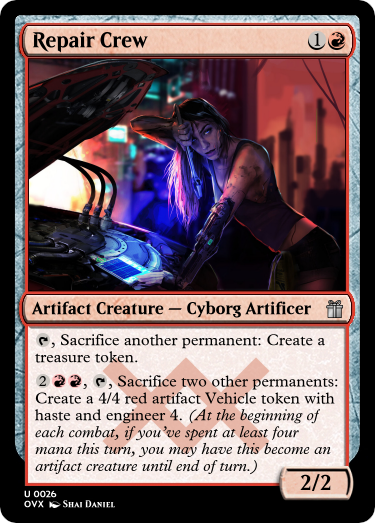 Repair Crew 1
Artifact Creature — Cyborg Artificer
, Sacrifice another permanent: Create a
treasure token.
2 , , Sacrifice two other permanents:
Create a 4/4 red artifact Vehicle token with
haste and engineer 4. (At the beginning of
each combat, if you've spent at least four
mana this turn, you may have this become an
artifact creature until end of turn.)
2/2
U 0026
OVX Shai Daniel